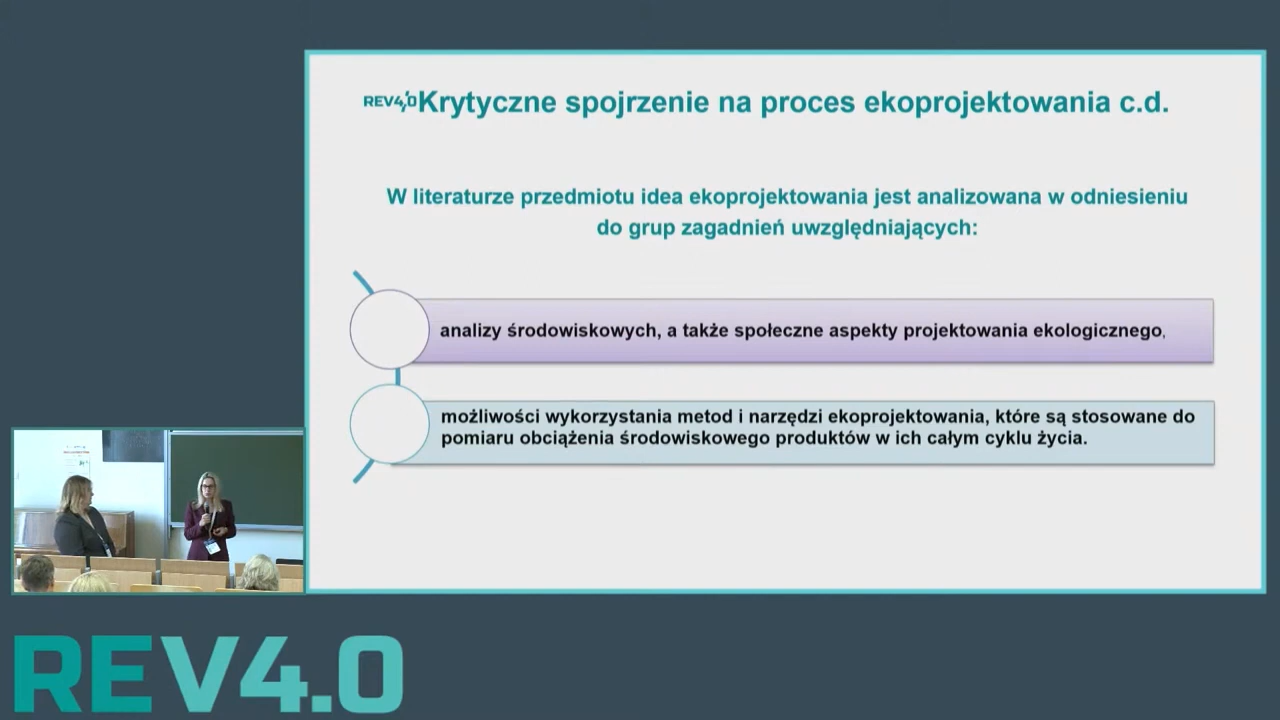 REV4.0 Krytyczne spojrzenie na proces ekoprojektowania c.d.
W literaturze przedmiotu idea ekoprojektowania jest analizowana w odniesieniu
do grup zagadnień uwzględniających:
analizy środowiskowych, a także społeczne aspekty projektowania ekologicznego,
możliwości wykorzystania metod i narzędzi ekoprojektowania, które są stosowane do
pomiaru obciążenia środowiskowego produktów w ich całym cyklu życia.
REV4.0